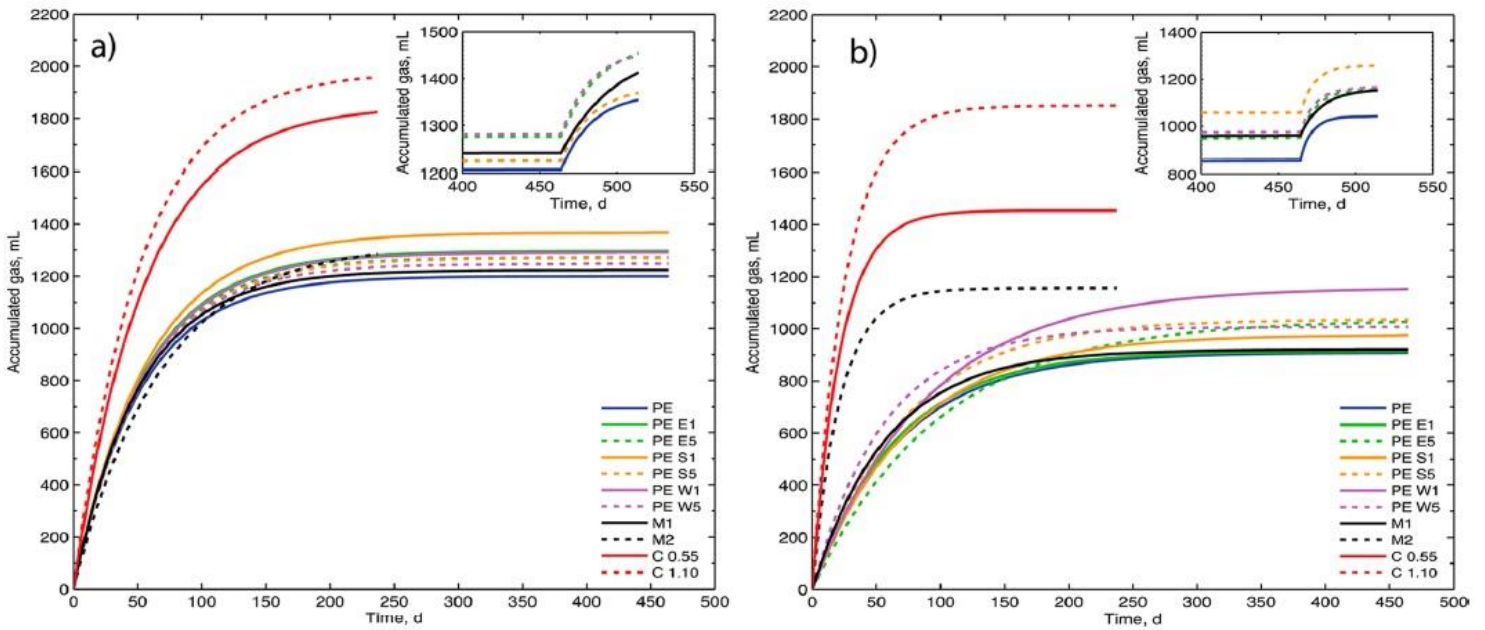 a)
Accumulated gas, mL
2200
2000
1800
1600
1400
1200
1000
800
600
400
200
0
0 50 100 150 200 250 300 350 400 450 500
Time, d
Accumulated gas, mL
1500
1400
1300
1200
400 450 500 550
Time, d
PE
PE E1
PE E5
PE S1
PE S5
PE W1
PE W5
M1
M2
C 0.55
C 1.10
b)
Accumulated gas, mL
2200
2000
1800
1600
1400
1200
1000
800
600
400
200
0
0 50 100 150 200 250 300 350 400 450 500
Time, d
Accumulated gas, mL
1400
1200
1000
800
400 450 500 550
Time, d
PE
PE E1
PE E5
PE S1
PE S5
PE W1
PE W5
M1
M2
C 0.55
C 1.10